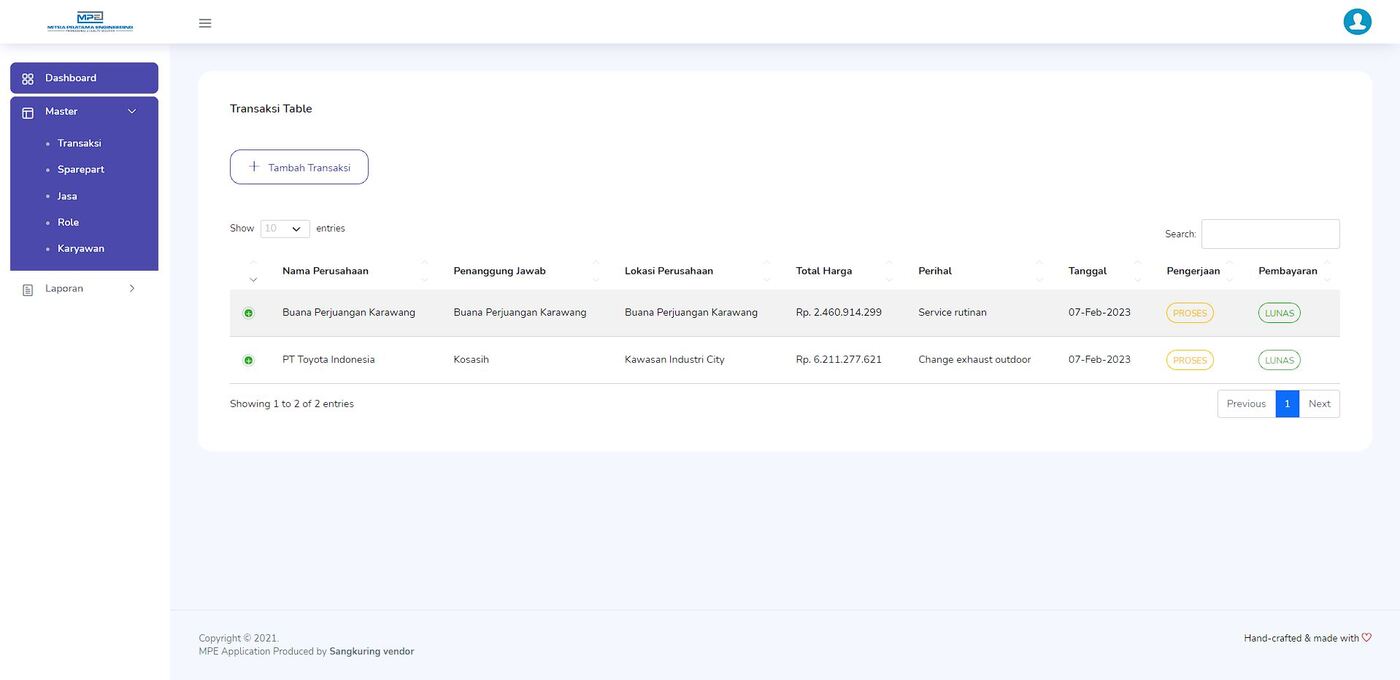 MPE
MITRA PRATAMA ENGINEERING
Dashboard
Master
Transaksi
Sparepart
Jasa
Role
Karyawan
Laporan
Transaksi Table
Tambah Transaksi
Show 10 entries
Search:
Nama Perusahaan Penanggung Jawab Lokasi Perusahaan Total Harga Perihal Tanggal Pengerjaan Pembayaran
Buana Perjuangan Karawang Buana Perjuangan Karawang Buana Perjuangan Karawang Rp. 2.460.914.299 Service rutinan 07-Feb-2023 PROSES LUNAS
PT Toyota Indonesia Kosasih Kawasan Industri City Rp. 6.211.277.621 Change exhaust outdoor 07-Feb-2023 PROSES LUNAS
Showing 1 to 2 of 2 entries
Previous 1 Next
Copyright © 2021.
MPE Application Produced by Sangkuring vendor
Hand-crafted & made with